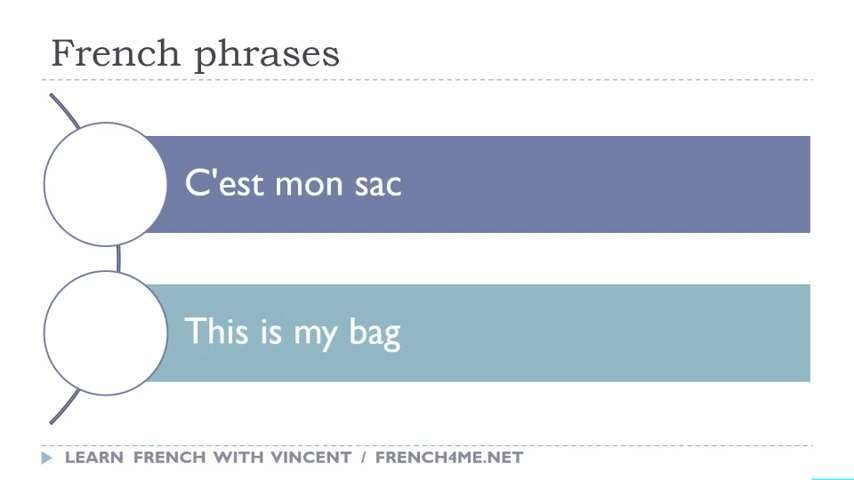 French phrases
C'est mon sac
This is my bag
LEARN FRENCH WITH VINCENT / FRENCH4ME.NET